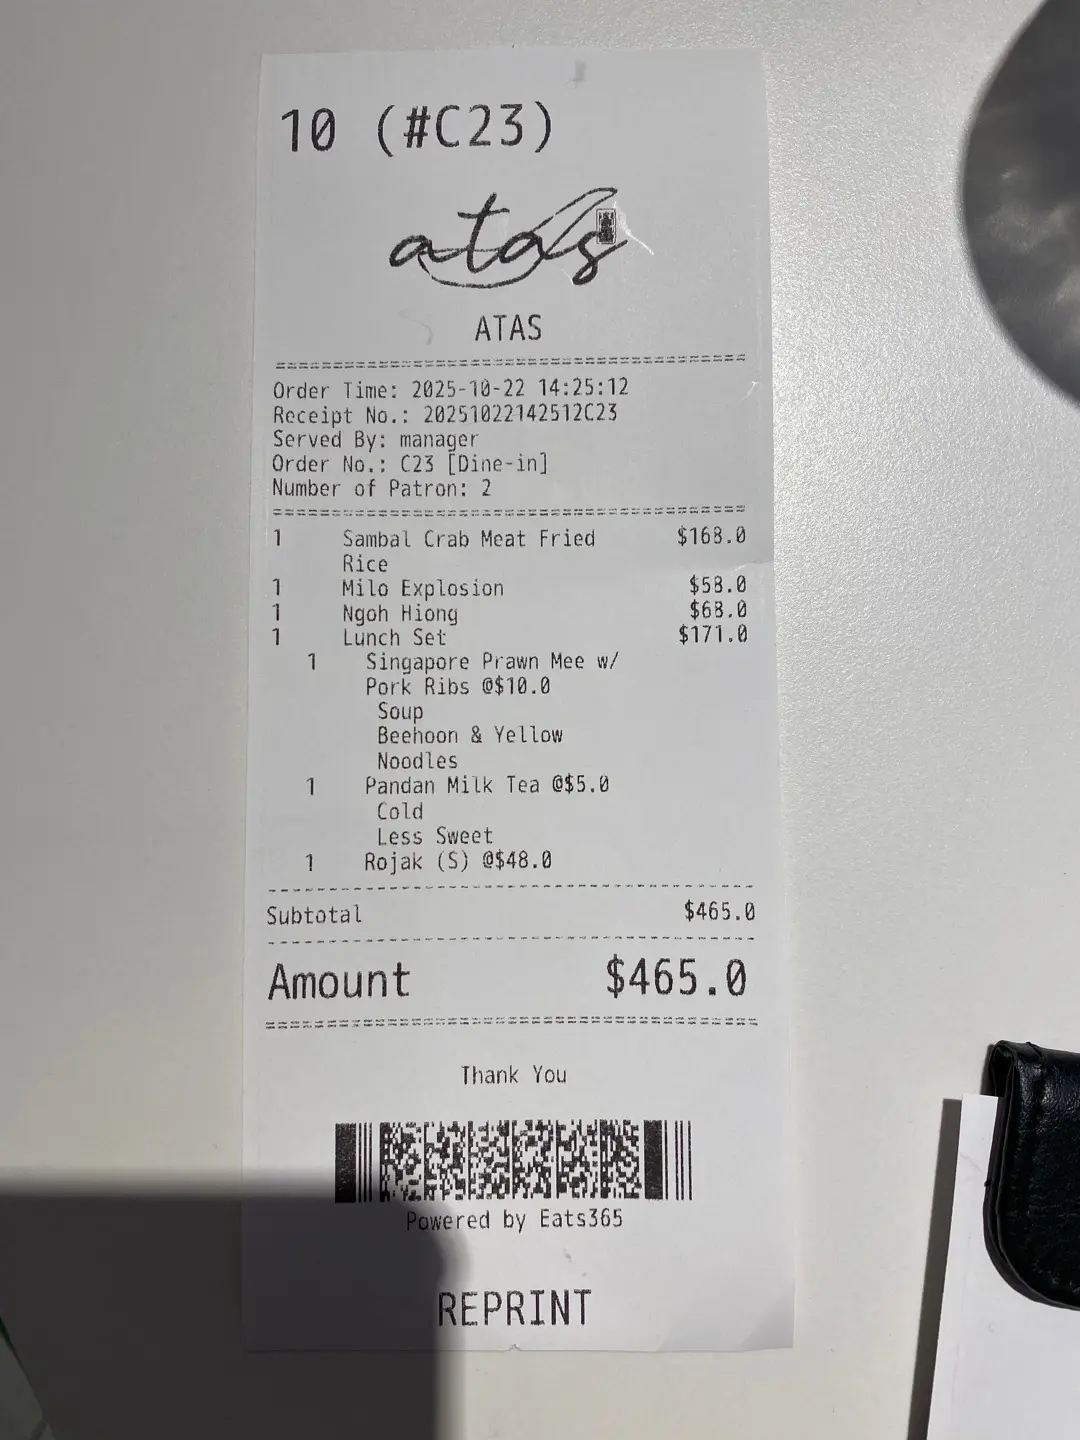 10 (#C23)
atas
ATAS
Order Time: 2025-10-22 14:25:12
Receipt No.: 20251022142512C23
Served By: manager
Order No.: C23 [Dine-in]
Number of Patron: 2
1 Sambal Crab Meat Fried $168.0
Rice
1 Milo Explosion $58.0
1 Ngoh Hiong $68.0
1 Lunch Set $171.0
1 Singapore Prawn Mee w/
Pork Ribs @$10.0
Soup
Beehoon & Yellow
Noodles
1 Pandan Milk Tea @$5.0
Cold
Less Sweet
1 Rojak (S) @$48.0
Subtotal $465.0
Amount $465.0
Thank You
Powered by Eats365
REPRINT